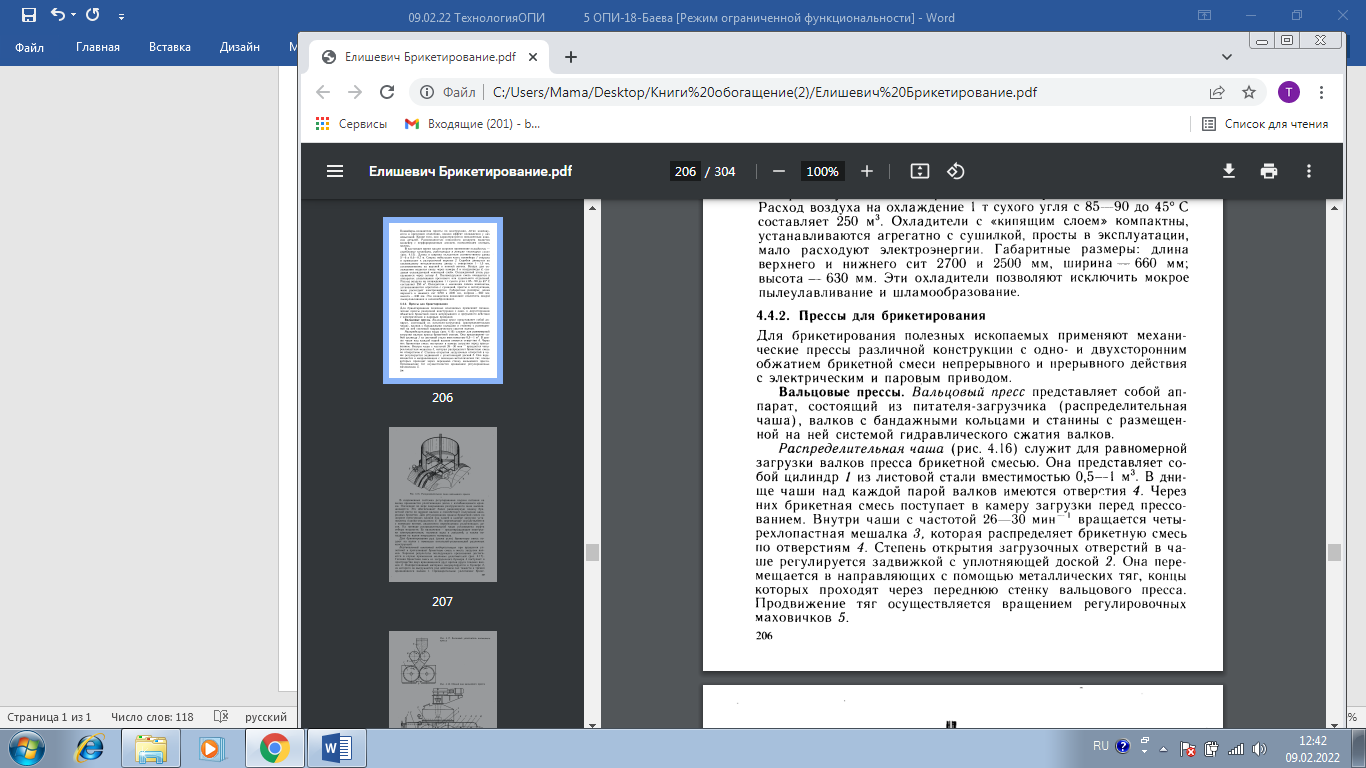 09.02.22 ТехнологияОПИ 5 ОПИ-18-Баева [Режим ограниченной функциональности] - Word
Файл Главная Вставка Дизайн М
Елишевич Брикетирование.pdf
Файл C:/Users/Mama/Desktop/Книги%20обогащение(2)/Елишевич%20Брикетирование.pdf
T
Сервисы Входящие (201) - b... Список для чтения
Елишевич Брикетирование.pdf 206 / 304 100%
206
207
Расход воздуха на охлаждение 1 т сухого угля с 85—90 до 45° С
составляет 250 м³. Охладители с «кипящим слоем» компактны,
устанавливаются агрегатно с сушилкой, просты в эксплуатации,
мало расходуют электроэнергии. Габаритные размеры: длина
верхнего и нижнего сит 2700 и 2500 мм, ширина — 660 мм;
высота — 630 мм. Эти охладители позволяют исключить мокрое
пылеулавливание и шламообразование.
4.4.2. Прессы для брикетирования
Для брикетирования полезных ископаемых применяют механи-
ческие прессы различной конструкции с одно- и двухсторонним
обжатием брикетной смеси непрерывного и прерывного действия
с электрическим и паровым приводом.
Вальцовые прессы. Вальцовый пресс представляет собой ап-
парат, состоящий из питателя-загрузчика (распределительная
чаша), валков с бандажными кольцами и станины с размещен-
ной на ней системой гидравлического сжатия валков.
Распределительная чаша (рис. 4.16) служит для равномерной
загрузки валков пресса брикетной смесью. Она представляет со-
бой цилиндр 1 из листовой стали вместимостью 0,5—1 м³. В дни-
ще чаши над каждой парой валков имеются отверстия 4. Через
них брикетная смесь поступает в камеру загрузки перед прессо-
ванием. Внутри чаши с частотой 26—30 мин⁻¹ вращается четы-
рехлопастная мешалка 3, которая распределяет брикетную смесь
по отверстиям 4. Степень открытия загрузочных отверстий в ча-
ше регулируется задвижкой с уплотняющей доской 2. Она пере-
мещается в направляющих с помощью металлических тяг, концы
которых проходят через переднюю стенку вальцового пресса.
Продвижение тяг осуществляется вращением регулировочных
маховичков 5.
206
Страница 1 из 1 Число слов: 118 русский %
RU 12:42
09.02.2022